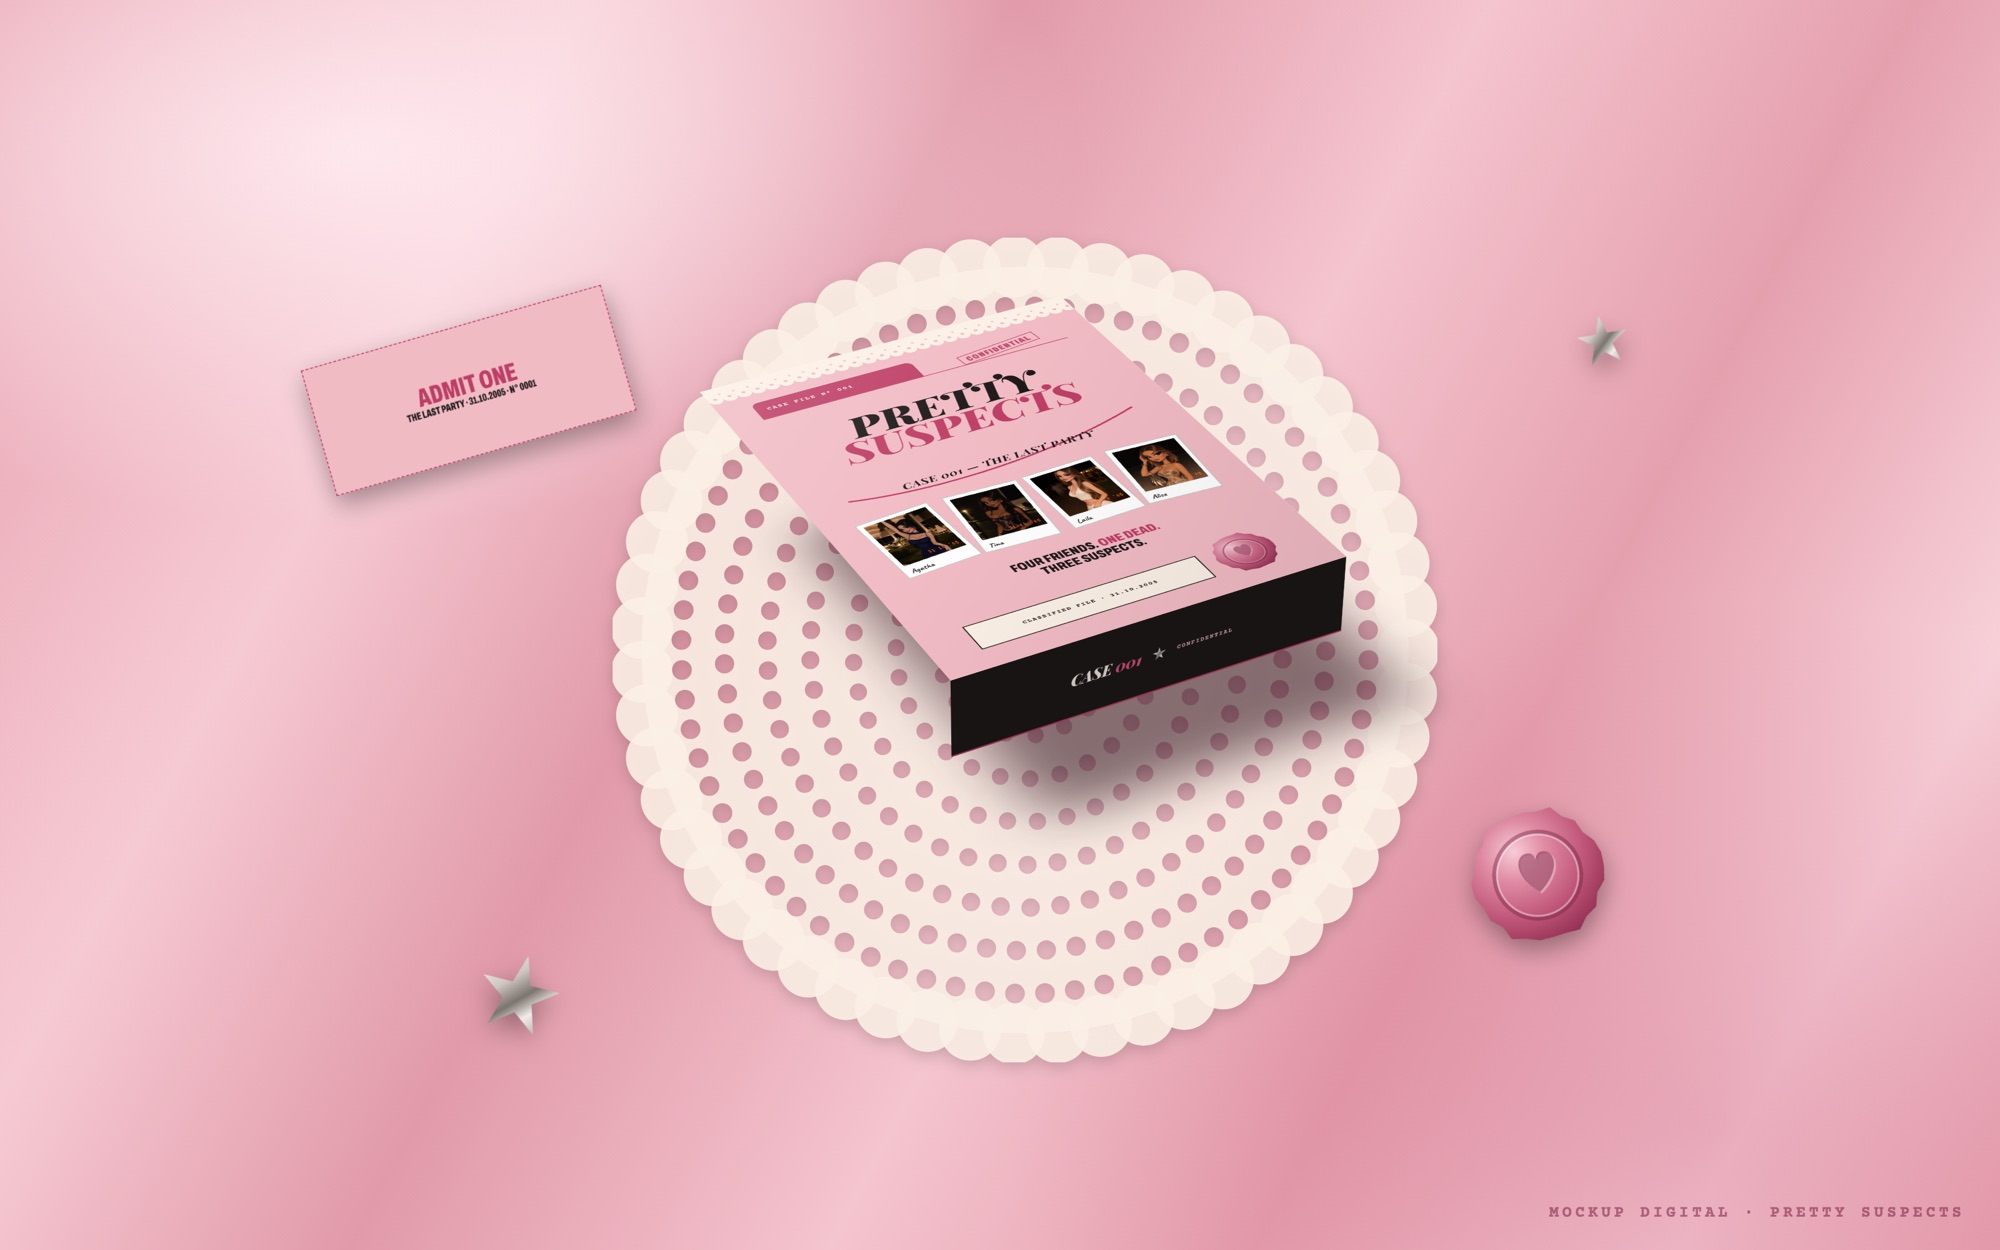 ADMIT ONE
THE LAST PARTY · 31.10.2005 · N° 0001
CASE FILE N° 001
CONFIDENTIAL
PRETTY
SUSPECTS
CASE 001 — THE LAST PARTY
Agatha
Tina
Laila
Alice
FOUR FRIENDS. ONE DEAD.
THREE SUSPECTS.
CLASSIFIED FILE · 31.10.2005
CASE 001 CONFIDENTIAL
MOCKUP DIGITAL · PRETTY SUSPECTS